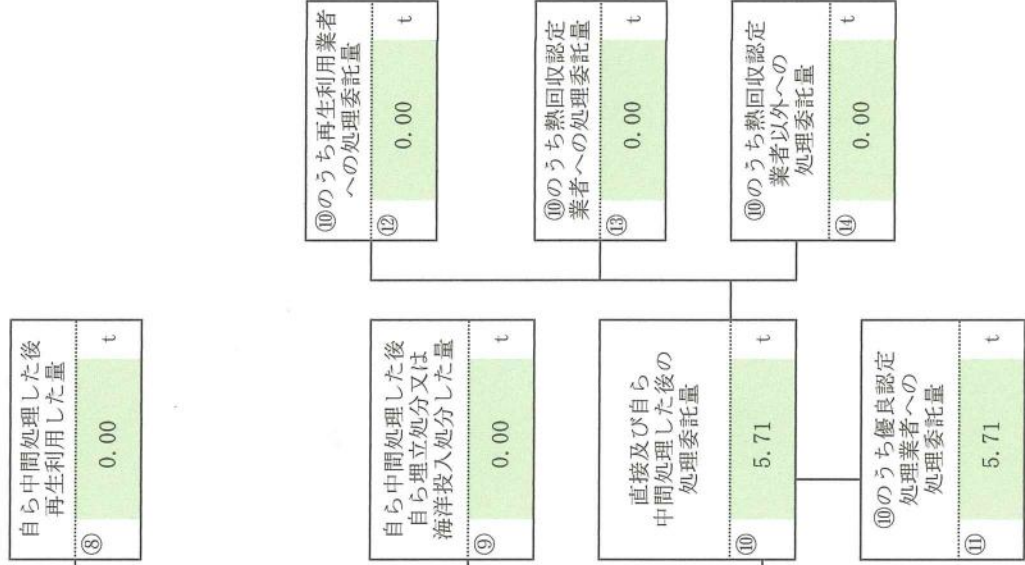 自ら中間処理した後
再生利用した量
⑧ 0.00 t
自ら中間処理した後
自ら埋立処分又は
海洋投入処分した量
⑨ 0.00 t
直接及び自ら
中間処理した後の
処理委託量
⑩ 5.71 t
⑩のうち優良認定
処理業者への
処理委託量
⑪ 5.71 t
⑩のうち再生利用業者
への処理委託量
⑫ 0.00 t
⑩のうち熱回収認定
業者への処理委託量
⑬ 0.00 t
⑩のうち熱回収認定
業者以外への
処理委託量
⑭ 0.00 t